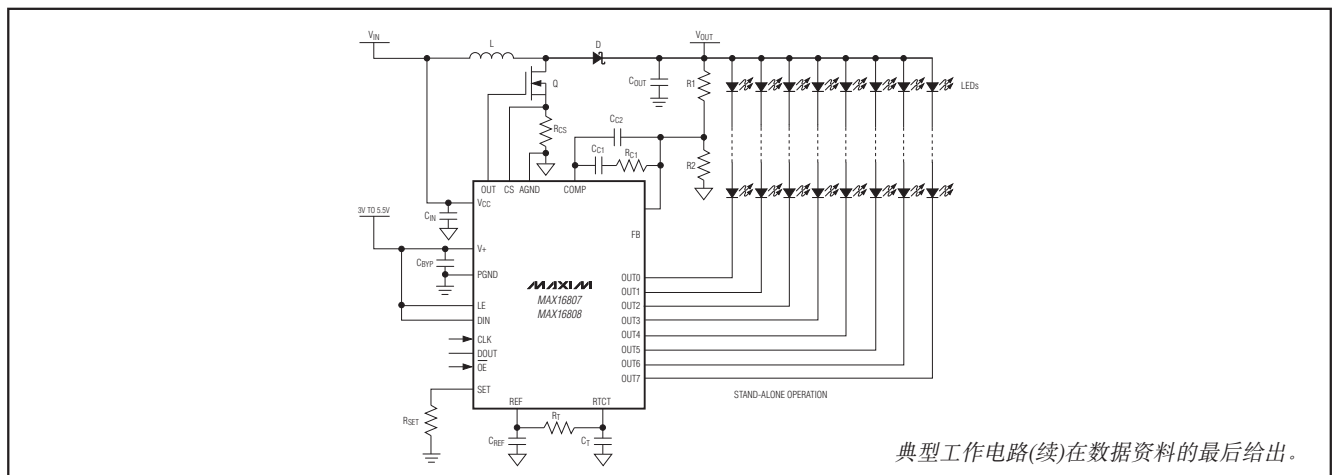 VIN
L
D
VOUT
Q
COUT
R1
LEDs
RCS
CC2
CC1
RC1
R2
OUT
CS
AGND
COMP
VCC
CIN
3V TO 5.5V
FB
V+
CBYP
PGND
MAXIM
MAX16807
MAX16808
LE
DIN
CLK
DOUT
OE
SET
OUT0
OUT1
OUT2
OUT3
OUT4
OUT5
OUT6
OUT7
STAND-ALONE OPERATION
REF
RTCT
RSET
RT
CREF
CT
典型工作电路(续)在数据资料的最后给出。